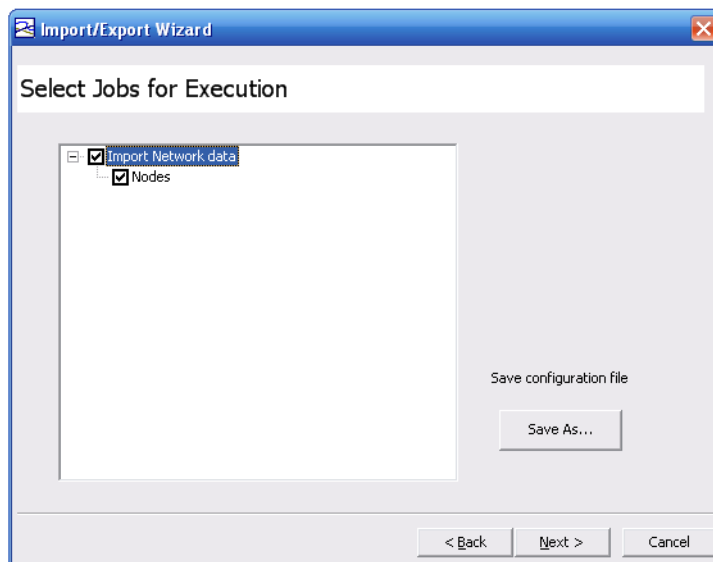 Import/Export Wizard
Select Jobs for Execution
Import Network data
Nodes
Save configuration file
Save As...
< Back
Next >
Cancel